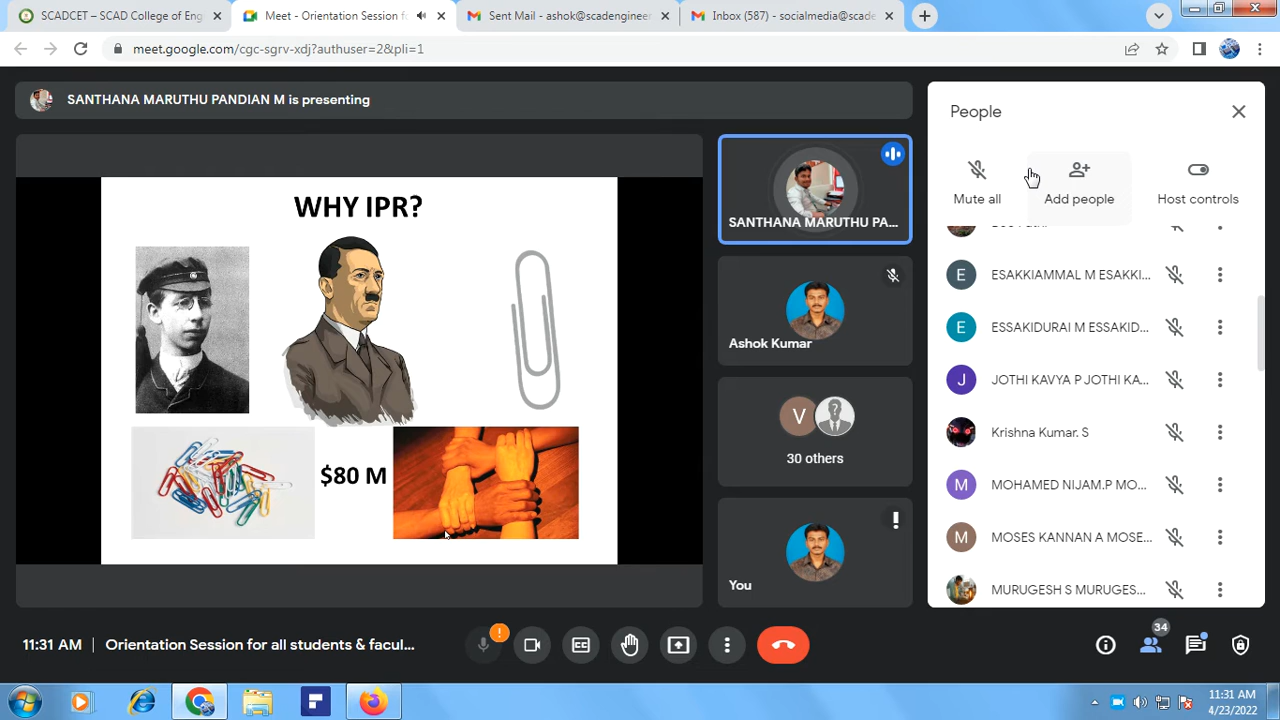 SCADCET – SCAD College of Eng
Meet - Orientation Session fo
Sent Mail - ashok@scadengineer
Inbox (587) - socialmedia@scade
meet.google.com/cgc-sgrv-xdj?authuser=2&pli=1
SANTHANA MARUTHU PANDIAN M is presenting
WHY IPR?
$80 M
SANTHANA MARUTHU PA...
Ashok Kumar
V
30 others
You
People
Mute all
Add people
Host controls
E ESAKKIAMMAL M ESAKKI...
E ESSAKIDURAI M ESSAKID...
J JOTHI KAVYA P JOTHI KA...
Krishna Kumar. S
M MOHAMED NIJAM.P MO...
M MOSES KANNAN A MOSE...
MURUGESH S MURUGES...
11:31 AM | Orientation Session for all students & facul...
34
11:31 AM
4/23/2022